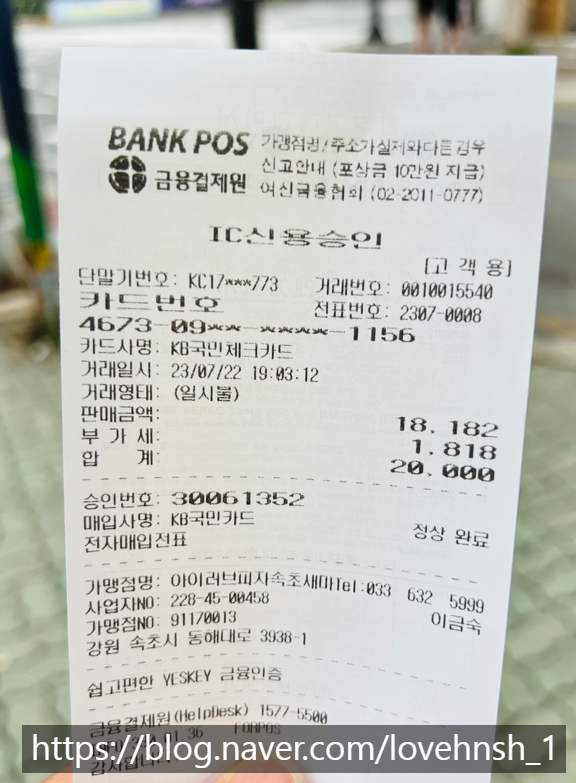 BANK POS
금융결제원
가맹점명/주소가실제와다른경우
신고안내 (포상금 10만원 지급)
여신금융협회 (02-2011-0777)
IC신용승인
[고 객 용]
단말기번호: KC17***773 거래번호: 0010015540
카드번호 전표번호: 2307-0008
4673-09**-****-1156
카드사명: KB국민체크카드
거래일시: 23/07/22 19:03:12
거래형태: (일시불)
판매금액: 18,182
부 가 세: 1,818
합 계: 20,000
승인번호: 30061352
매입사명: KB국민카드
전자매입전표 정상 완료
가맹점명: 아이러브피자속초새마Tel:033 632 5999
사업자NO: 228-45-00458 이금숙
가맹점NO: 91170013
강원 속초시 동해대로 3938-1
쉽고편한 YESKEY 금융인증
금융결제원(HelpDesk) 1577-5500
FORPOS
https://blog.naver.com/lovehnsh_1